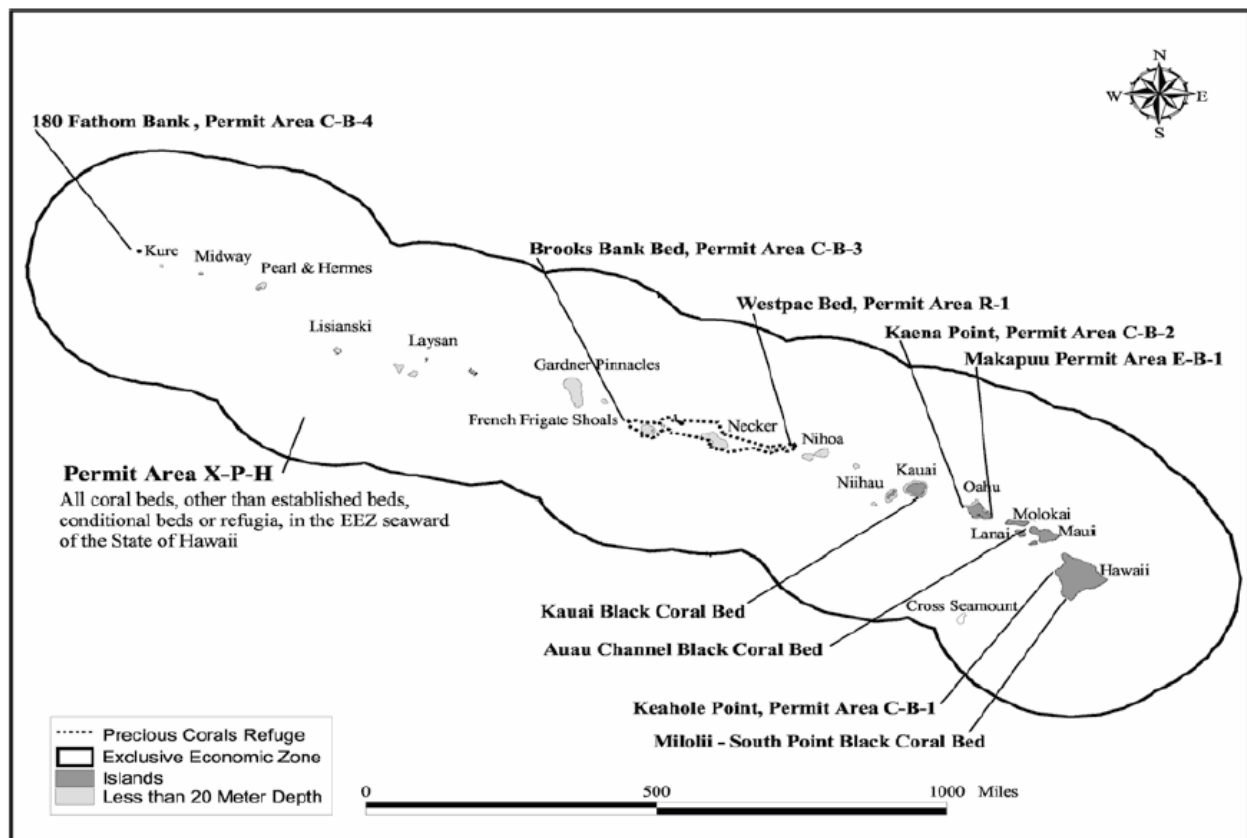 N
W E
S
180 Fathom Bank , Permit Area C-B-4
Brooks Bank Bed, Permit Area C-B-3
Westpac Bed, Permit Area R-1
Kaena Point, Permit Area C-B-2
Makapuu Permit Area E-B-1
Kure
Midway
Pearl & Hermes
Lisianski
Laysan
Gardner Pinnacles
French Frigate Shoals
Necker
Nihoa
Niihau
Kauai
Oahu
Molokai
Lanai
Maui
Hawaii
Cross Seamount
Permit Area X-P-H
All coral beds, other than established beds,
conditional beds or refugia, in the EEZ seaward
of the State of Hawaii
Kauai Black Coral Bed
Auau Channel Black Coral Bed
Keahole Point, Permit Area C-B-1
Milolii - South Point Black Coral Bed
Precious Corals Refuge
Exclusive Economic Zone
Islands
Less than 20 Meter Depth
0 500 1000 Miles